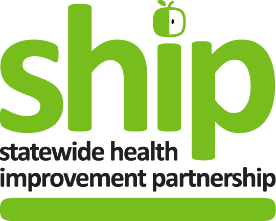 ship
statewide health
improvement partnership